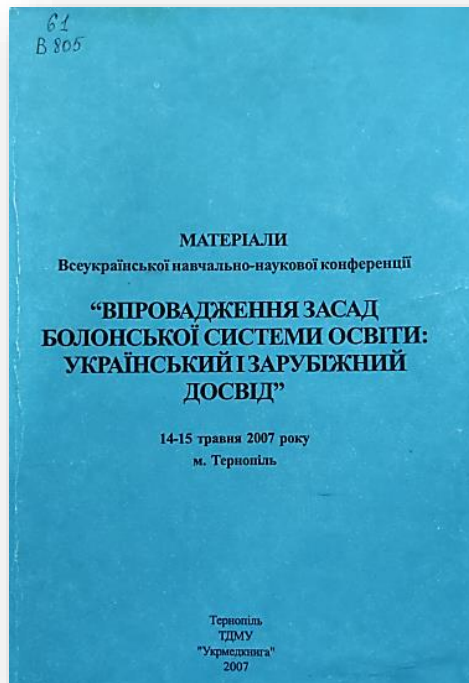 61
В 805
МАТЕРІАЛИ
Всеукраїнської навчально-наукової конференції
“ВПРОВАДЖЕННЯ ЗАСАД
БОЛОНСЬКОЇ СИСТЕМИ ОСВІТИ:
УКРАЇНСЬКИЙ І ЗАРУБІЖНИЙ
ДОСВІД”
14-15 травня 2007 року
м. Тернопіль
Тернопіль
ТДМУ
"Укрмедкнига"
2007